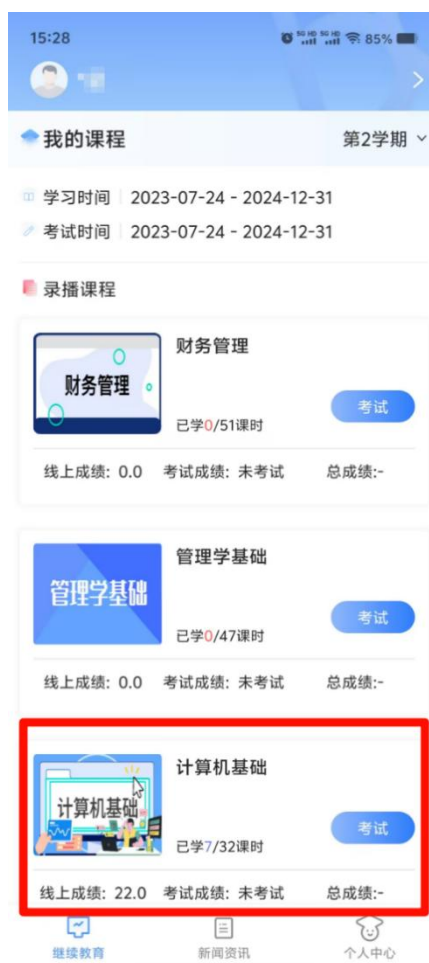 15:28
5G HD 5G HD 85%
我的课程
第2学期
学习时间 2023-07-24 - 2024-12-31
考试时间 2023-07-24 - 2024-12-31
录播课程
财务管理
财务管理
考试
已学0/51课时
线上成绩: 0.0 考试成绩: 未考试 总成绩:-
管理学基础
管理学基础
考试
已学0/47课时
线上成绩: 0.0 考试成绩: 未考试 总成绩:-
计算机基础
计算机基础
考试
已学7/32课时
线上成绩: 22.0 考试成绩: 未考试 总成绩:-
继续教育 新闻资讯 个人中心